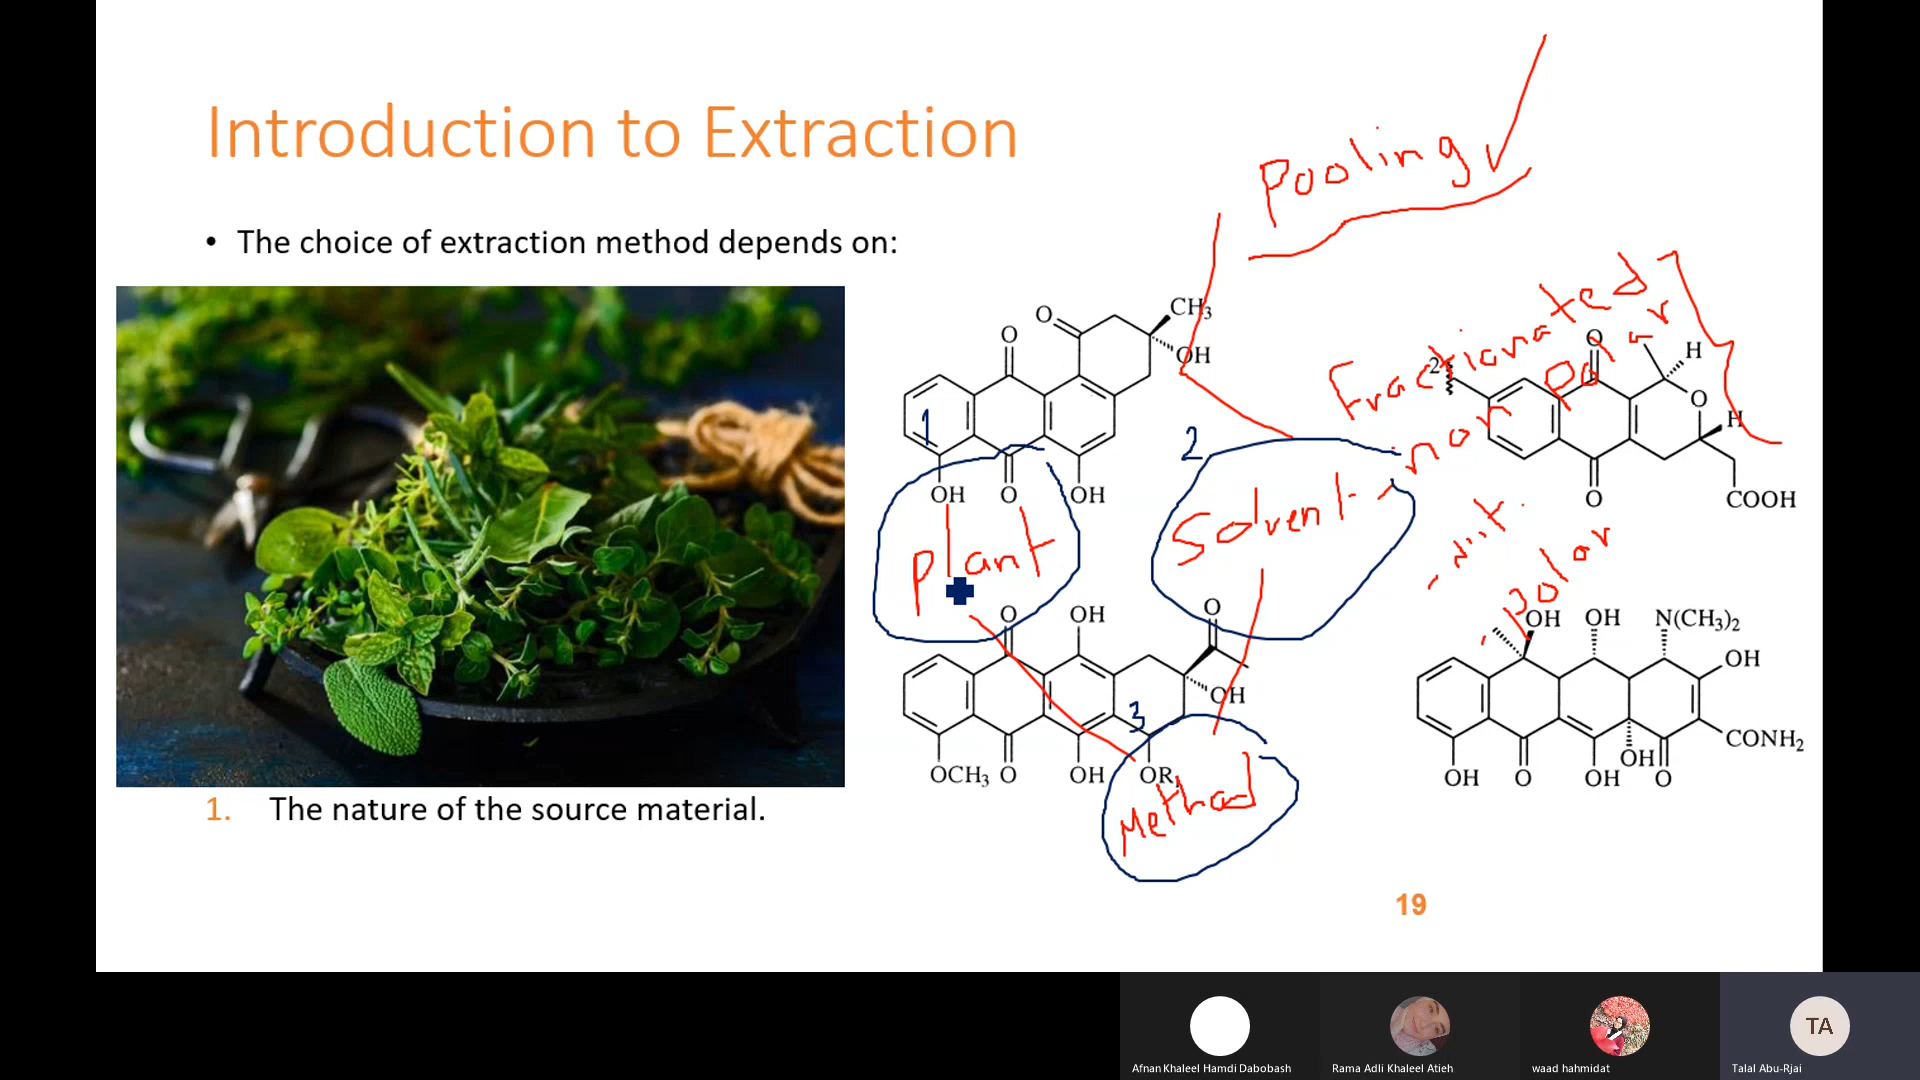 Introduction to Extraction
• The choice of extraction method depends on:
Pooling
Fractionated
non polar
polar
1
Plant
2
Solvent
3
Method
CH3
O
O
OH
OH
O
OH
2
O
H
O
H
O
COOH
O
OH
O
OH
OCH3
O
OH
OR
OH
OH
N(CH3)2
OH
CONH2
OH
O
OH
OH
O
1. The nature of the source material.
19
Afnan Khaleel Hamdi Dabobash
Rama Adli Khaleel Atieh
waad hahmidat
TA
Talal Abu-Rjai